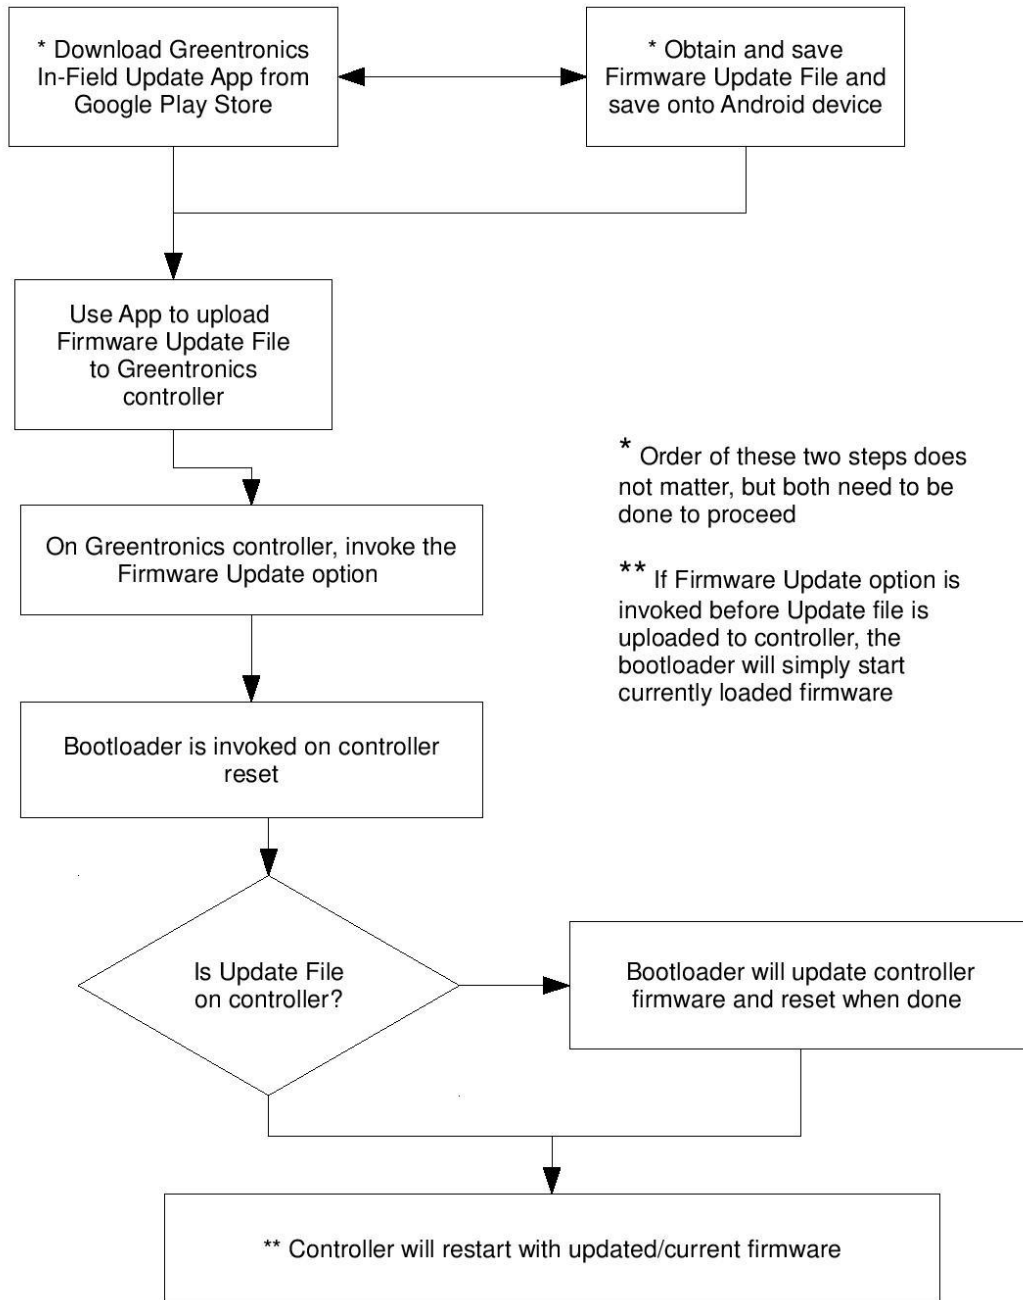 * Download Greentronics
In-Field Update App from
Google Play Store
* Obtain and save
Firmware Update File and
save onto Android device
Use App to upload
Firmware Update File
to Greentronics
controller
* Order of these two steps does
not matter, but both need to be
done to proceed
On Greentronics controller, invoke the
Firmware Update option
** If Firmware Update option is
invoked before Update file is
uploaded to controller, the
bootloader will simply start
currently loaded firmware
Bootloader is invoked on controller
reset
Is Update File
on controller?
Bootloader will update controller
firmware and reset when done
** Controller will restart with updated/current firmware